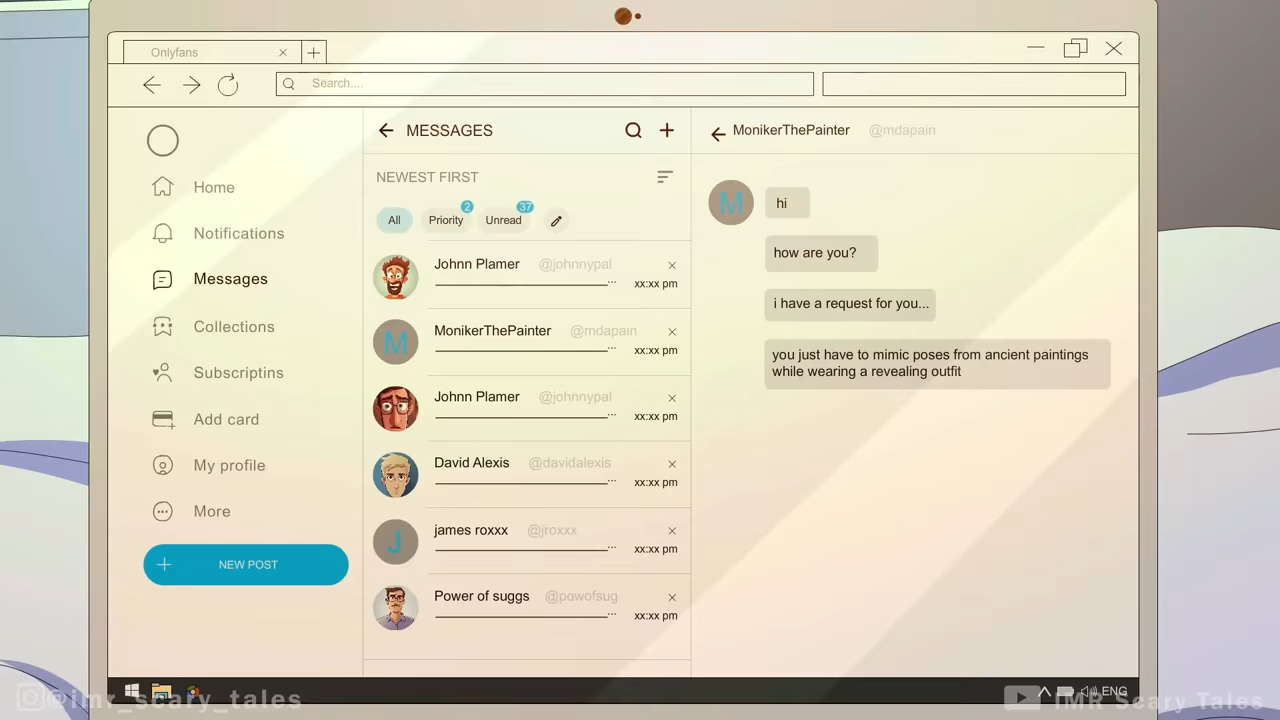 Onlyfans
Search....
Home
Notifications
Messages
Collections
Subscriptins
Add card
My profile
More
NEW POST
MESSAGES
NEWEST FIRST
All
Priority
2
Unread
37
Johnn Plamer @johnnypal
xx:xx pm
M
MonikerThePainter @mdapain
xx:xx pm
Johnn Plamer @johnnypal
xx:xx pm
David Alexis @davidalexis
xx:xx pm
J
james roxxx @jroxxx
xx:xx pm
Power of suggs @powofsug
xx:xx pm
MonikerThePainter @mdapain
M
hi
how are you?
i have a request for you...
you just have to mimic poses from ancient paintings
while wearing a revealing outfit
ENG
@imr_scary_tales
IMR Scary Tales